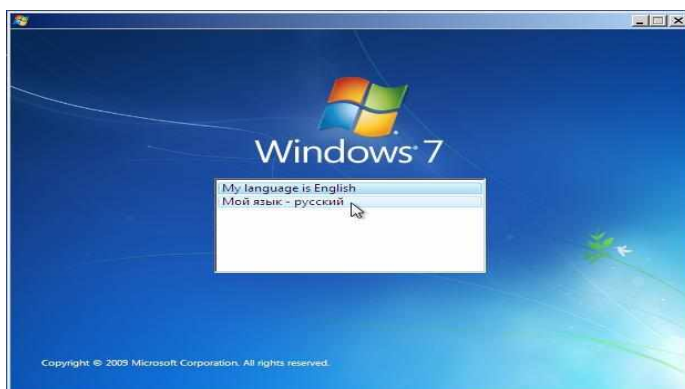 Windows 7
My language is English
Мой язык - русский
Copyright © 2009 Microsoft Corporation. All rights reserved.